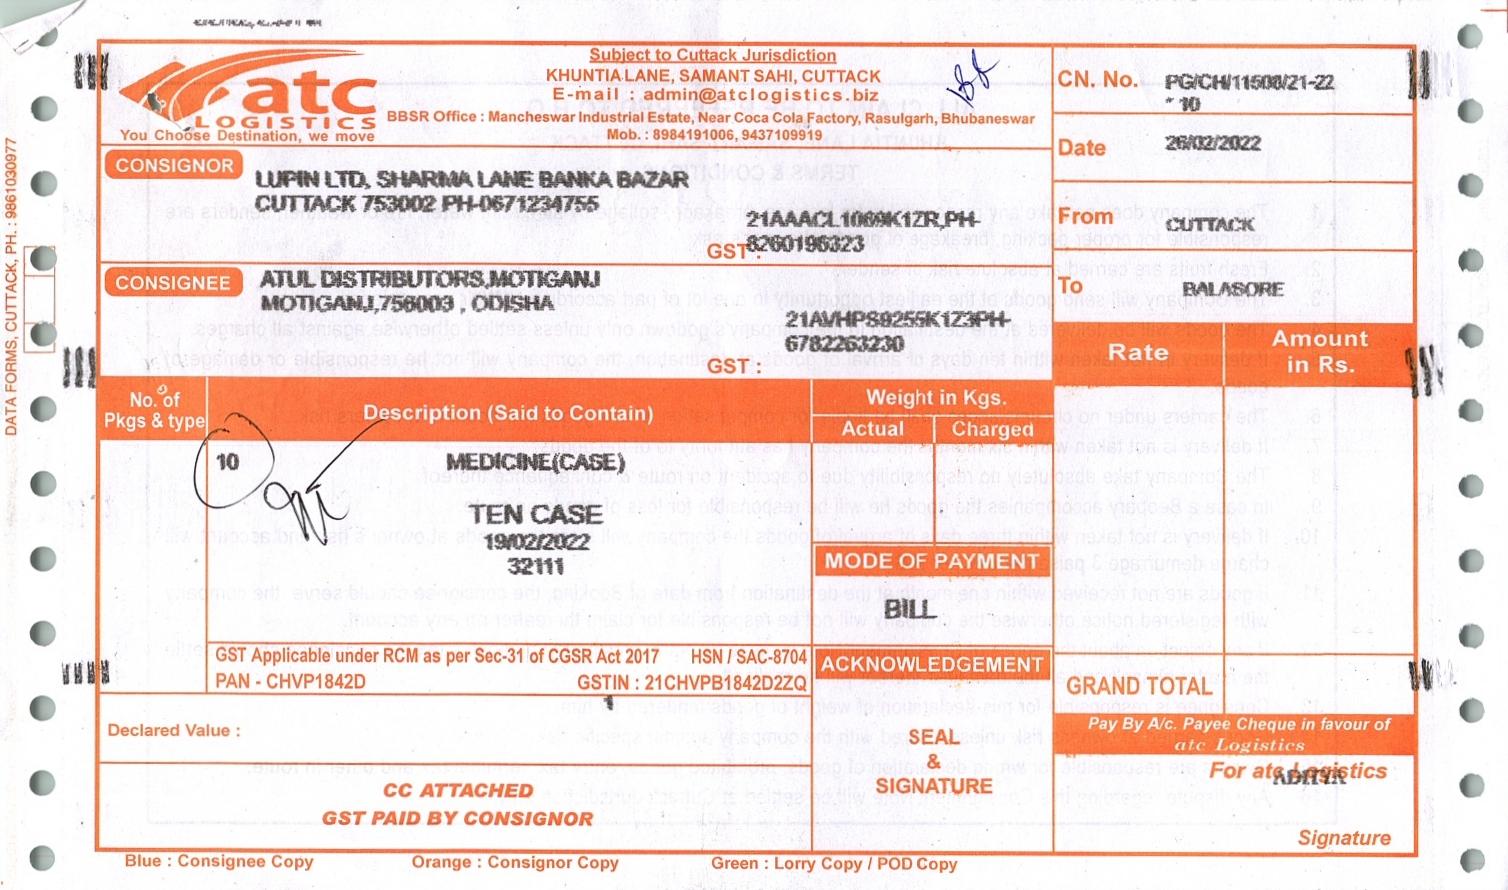 atc
LOGISTICS
You Choose Destination, we move
Subject to Cuttack Jurisdiction
KHUNTIA LANE, SAMANT SAHI, CUTTACK
E-mail : admin@atclogistics.biz
BBSR Office : Mancheswar Industrial Estate, Near Coca Cola Factory, Rasulgarh, Bhubaneswar
Mob. : 8984191006, 9437109919
CN. No. PG/CH/11508/21-22
* 10
Date 26/02/2022
From CUTTACK
To BALASORE
CONSIGNOR
LUPIN LTD, SHARMA LANE BANKA BAZAR
CUTTACK 753002 PH-0671234755
21AAACL1069K1ZR,PH-
GST : 8260196323
CONSIGNEE
ATUL DISTRIBUTORS,MOTIGANJ
MOTIGANJ,756003 , ODISHA
21AVHPS9255K1Z3PH-
6782263230
GST :
Rate
Amount
in Rs.
No. of
Pkgs & type
Description (Said to Contain)
Weight in Kgs.
Actual
Charged
10
MEDICINE(CASE)
TEN CASE
19/02/2022
32111
MODE OF PAYMENT
BILL
GST Applicable under RCM as per Sec-31 of CGSR Act 2017 HSN / SAC-8704
PAN - CHVP1842D GSTIN : 21CHVPB1842D2ZQ
ACKNOWLEDGEMENT
GRAND TOTAL
Pay By A/c. Payee Cheque in favour of
atc Logistics
Declared Value :
SEAL
&
SIGNATURE
For atc Logistics
ADITYA
CC ATTACHED
GST PAID BY CONSIGNOR
Signature
Blue : Consignee Copy
Orange : Consignor Copy
Green : Lorry Copy / POD Copy
DATA FORMS, CUTTACK, PH. : 9861030977